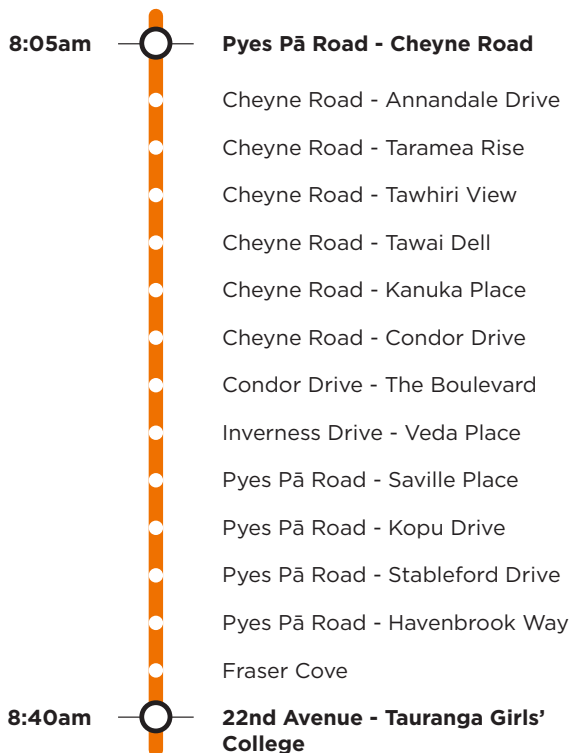 8:05am Pyes Pā Road - Cheyne Road
Cheyne Road - Annandale Drive
Cheyne Road - Taramea Rise
Cheyne Road - Tawhiri View
Cheyne Road - Tawai Dell
Cheyne Road - Kanuka Place
Cheyne Road - Condor Drive
Condor Drive - The Boulevard
Inverness Drive - Veda Place
Pyes Pā Road - Saville Place
Pyes Pā Road - Kopu Drive
Pyes Pā Road - Stableford Drive
Pyes Pā Road - Havenbrook Way
Fraser Cove
8:40am 22nd Avenue - Tauranga Girls’
College